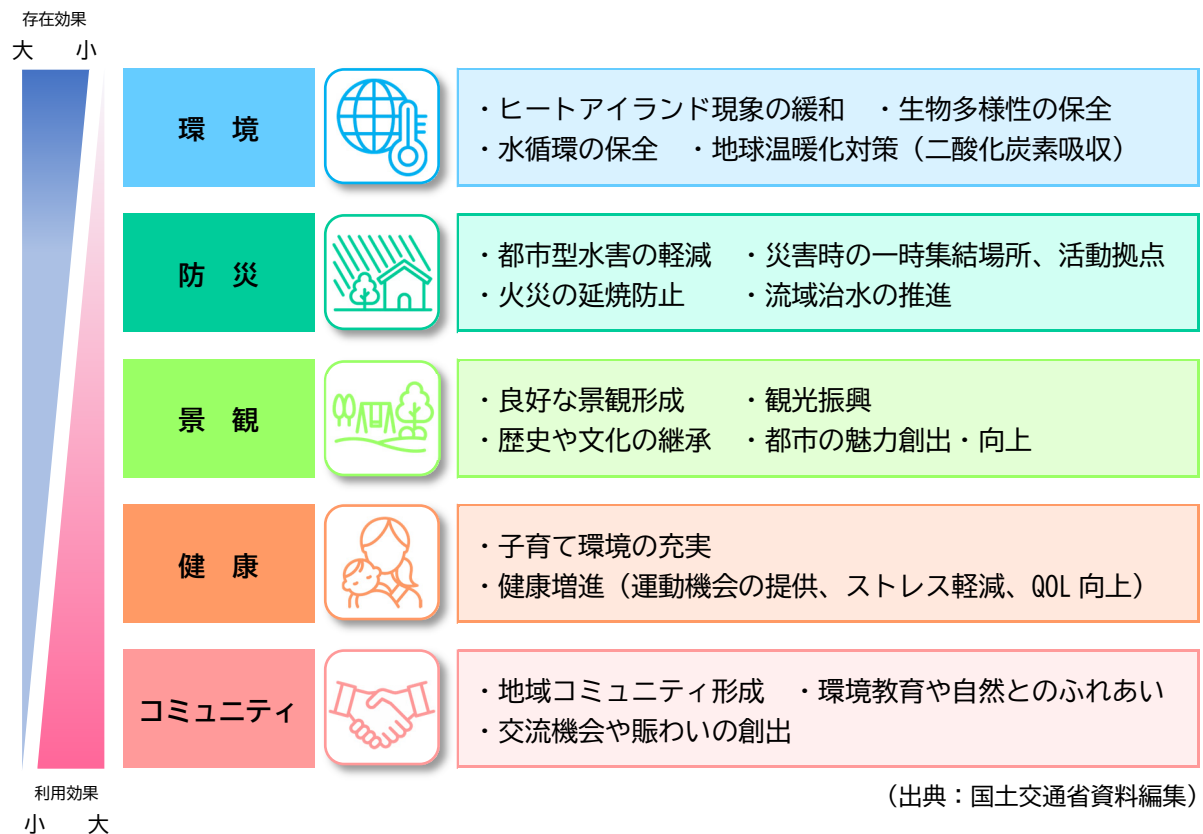 存在効果
大 小
環 境
・ヒートアイランド現象の緩和 ・生物多様性の保全
・水循環の保全 ・地球温暖化対策（二酸化炭素吸収）
防 災
・都市型水害の軽減 ・災害時の一時集結場所、活動拠点
・火災の延焼防止 ・流域治水の推進
景 観
・良好な景観形成 ・観光振興
・歴史や文化の継承 ・都市の魅力創出・向上
健 康
・子育て環境の充実
・健康増進（運動機会の提供、ストレス軽減、QOL 向上）
コミュニティ
・地域コミュニティ形成 ・環境教育や自然とのふれあい
・交流機会や賑わいの創出
利用効果
小 大
（出典：国土交通省資料編集）